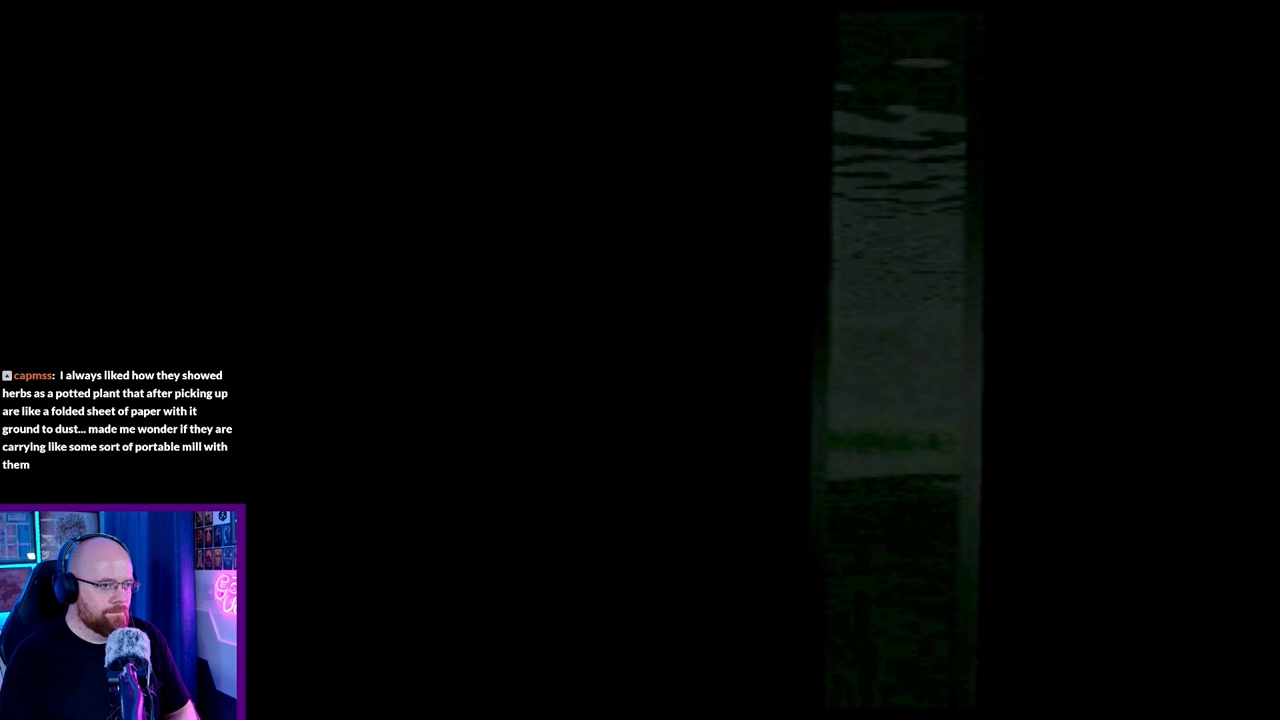 capmss: I always liked how they showed
herbs as a potted plant that after picking up
are like a folded sheet of paper with it
ground to dust... made me wonder if they are
carrying like some sort of portable mill with
them